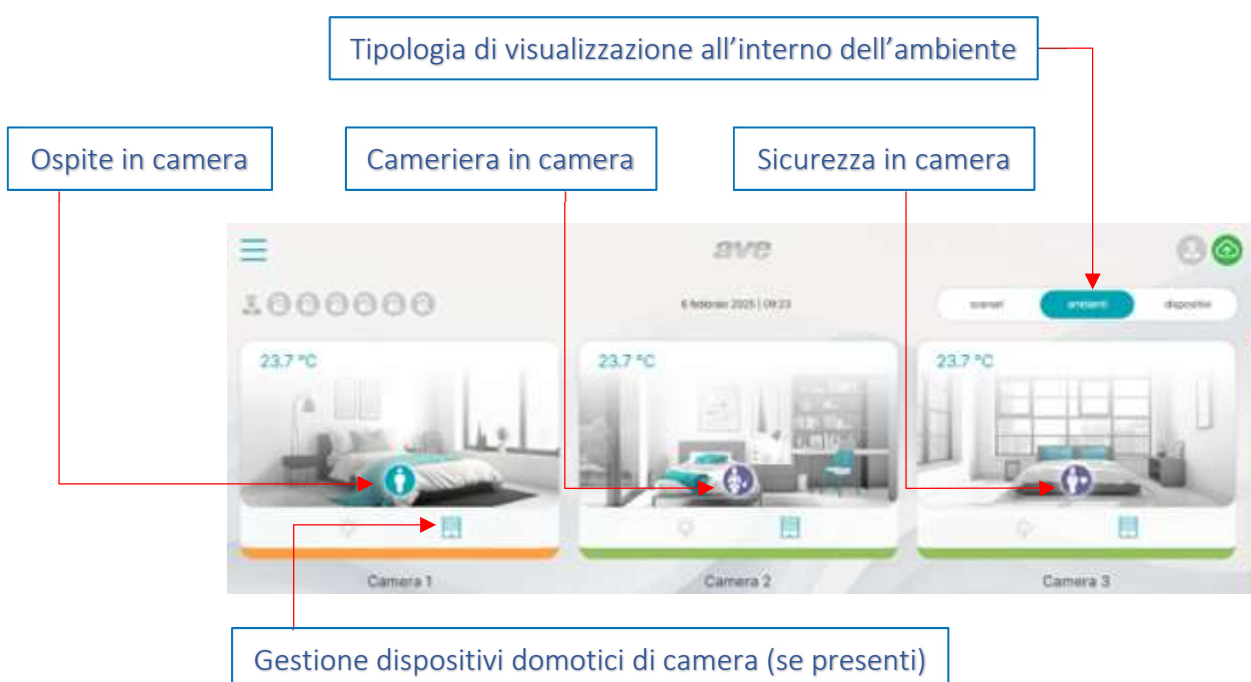 Tipologia di visualizzazione all’interno dell’ambiente
Ospite in camera
Cameriera in camera
Sicurezza in camera
ave
6 febbraio 2025 | 09:23
scenari
ambienti
dispositivi
23.7 °C
23.7 °C
23.7 °C
Camera 1
Camera 2
Camera 3
Gestione dispositivi domotici di camera (se presenti)